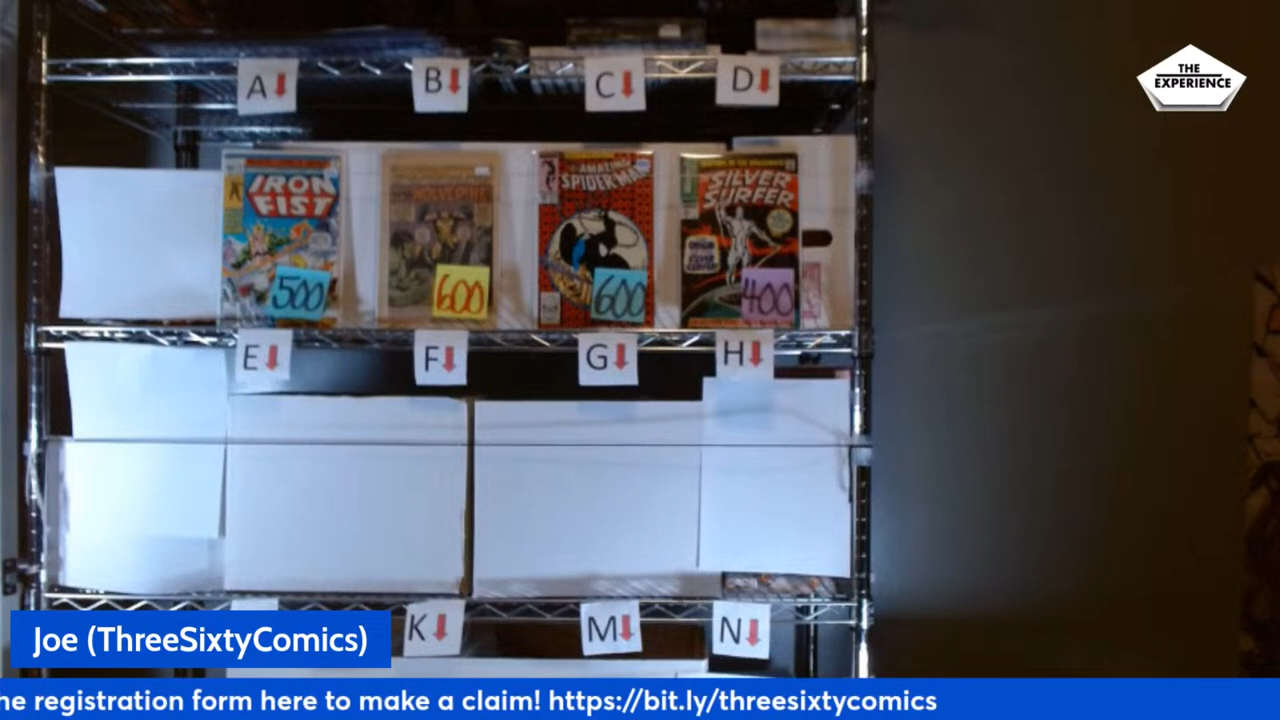 THE
EXPERIENCE
A
B
C
D
IRON
FIST
500
WOLVERINE
600
THE AMAZING
SPIDER-MAN
600
SILVER
SURFER
400
E
F
G
H
K
M
N
Joe (ThreeSixtyComics)
he registration form here to make a claim! https://bit.ly/threesixtycomics